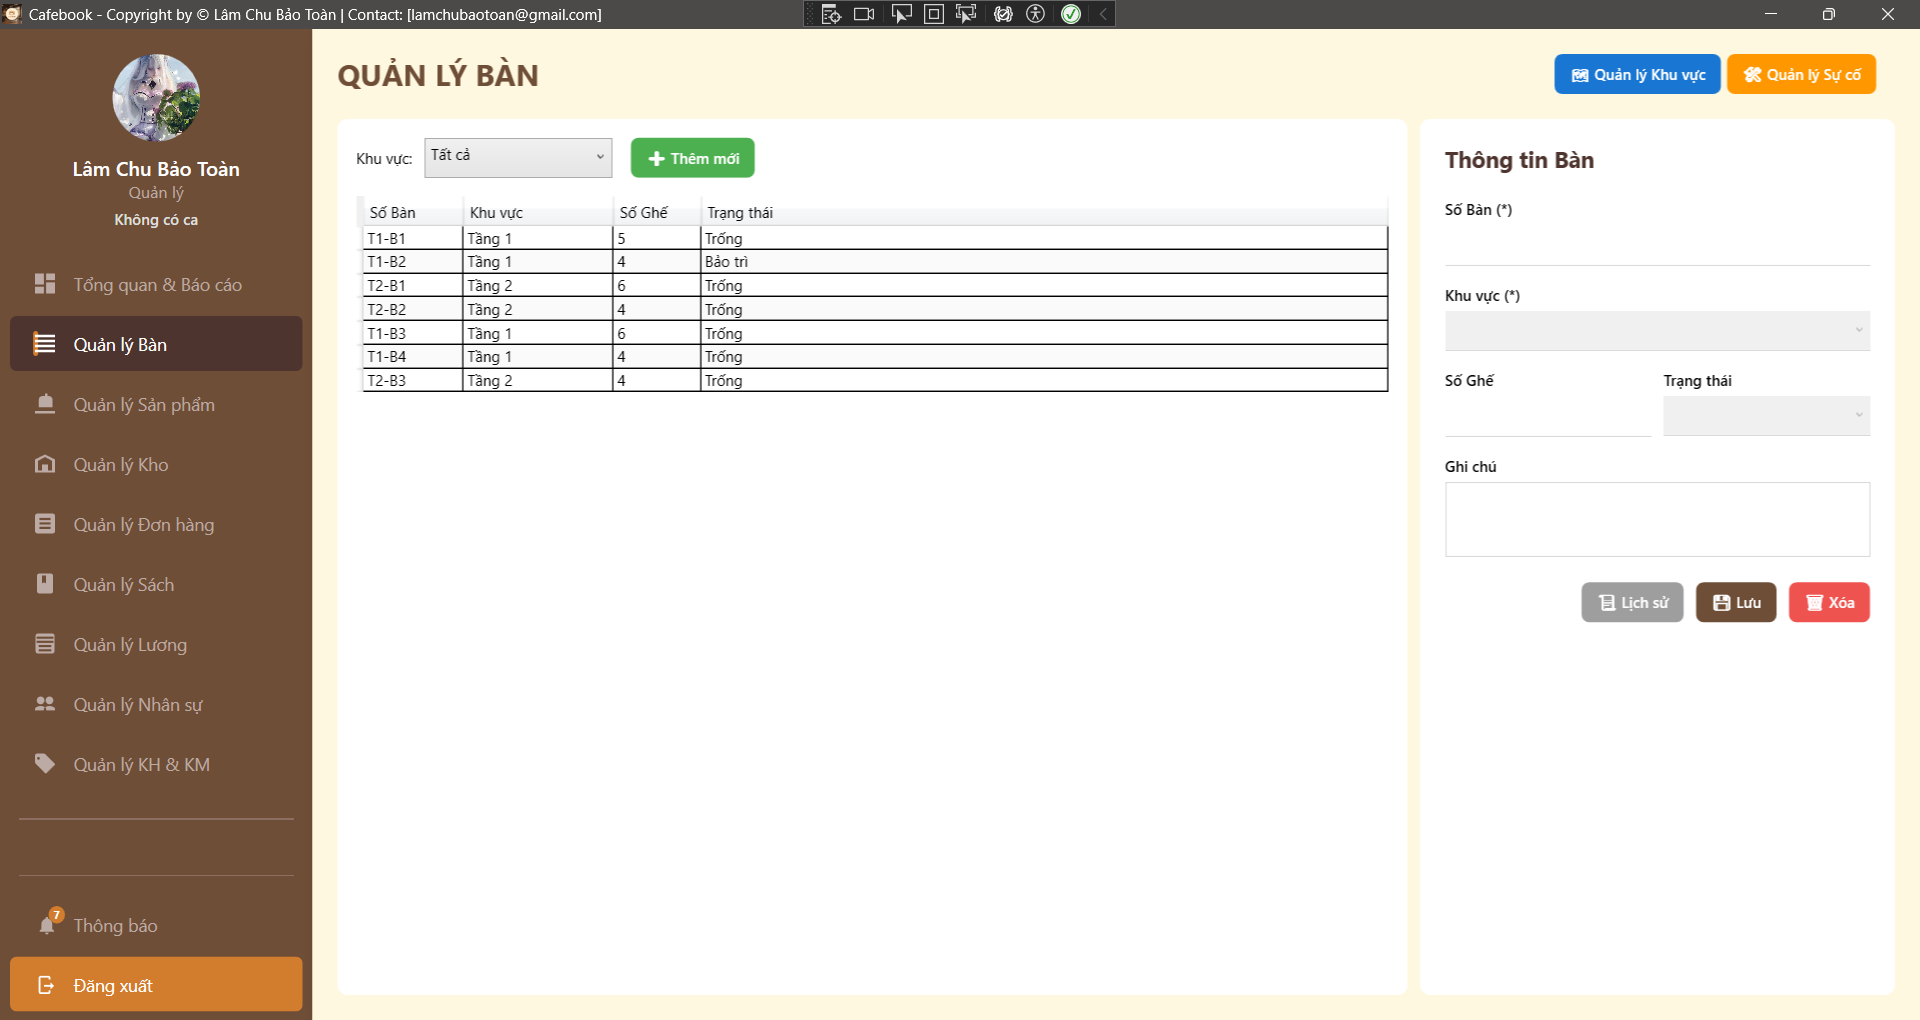 Cafebook - Copyright by © Lâm Chu Bảo Toàn | Contact: [lamchubaotoan@gmail.com]
Lâm Chu Bảo Toàn
Quản lý
Không có ca
Tổng quan & Báo cáo
Quản lý Bàn
Quản lý Sản phẩm
Quản lý Kho
Quản lý Đơn hàng
Quản lý Sách
Quản lý Lương
Quản lý Nhân sự
Quản lý KH & KM
7
Thông báo
Đăng xuất
QUẢN LÝ BÀN
Quản lý Khu vực
Quản lý Sự cố
Khu vực: Tất cả
Thêm mới
Số Bàn Khu vực Số Ghế Trạng thái
T1-B1 Tầng 1 5 Trống
T1-B2 Tầng 1 4 Bảo trì
T2-B1 Tầng 2 6 Trống
T2-B2 Tầng 2 4 Trống
T1-B3 Tầng 1 6 Trống
T1-B4 Tầng 1 4 Trống
T2-B3 Tầng 2 4 Trống
Thông tin Bàn
Số Bàn (*)
Khu vực (*)
Số Ghế Trạng thái
Ghi chú
Lịch sử
Lưu
Xóa